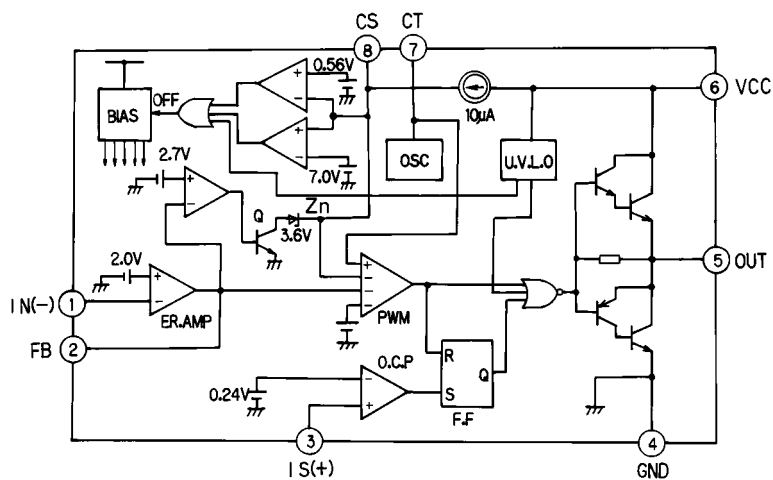 CS CT
8 7
0.56V
+
−
6 VCC
OFF
BIAS
10μA
+
−
7.0V
OSC
U.V.L.O
2.7V
+
−
Q
Zn
3.6V
2.0V
+
−
ER.AMP
IN(−) 1
FB 2
+
−
−
−
PWM
5 OUT
O.C.P
0.24V
−
+
R
S
Q
F.F
3
IS(+)
4
GND